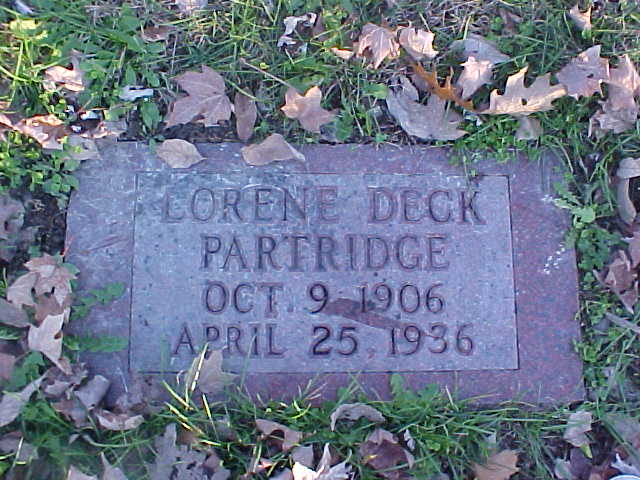 LORENE DECK
PARTRIDGE
OCT. 9 1906
APRIL 25, 1936